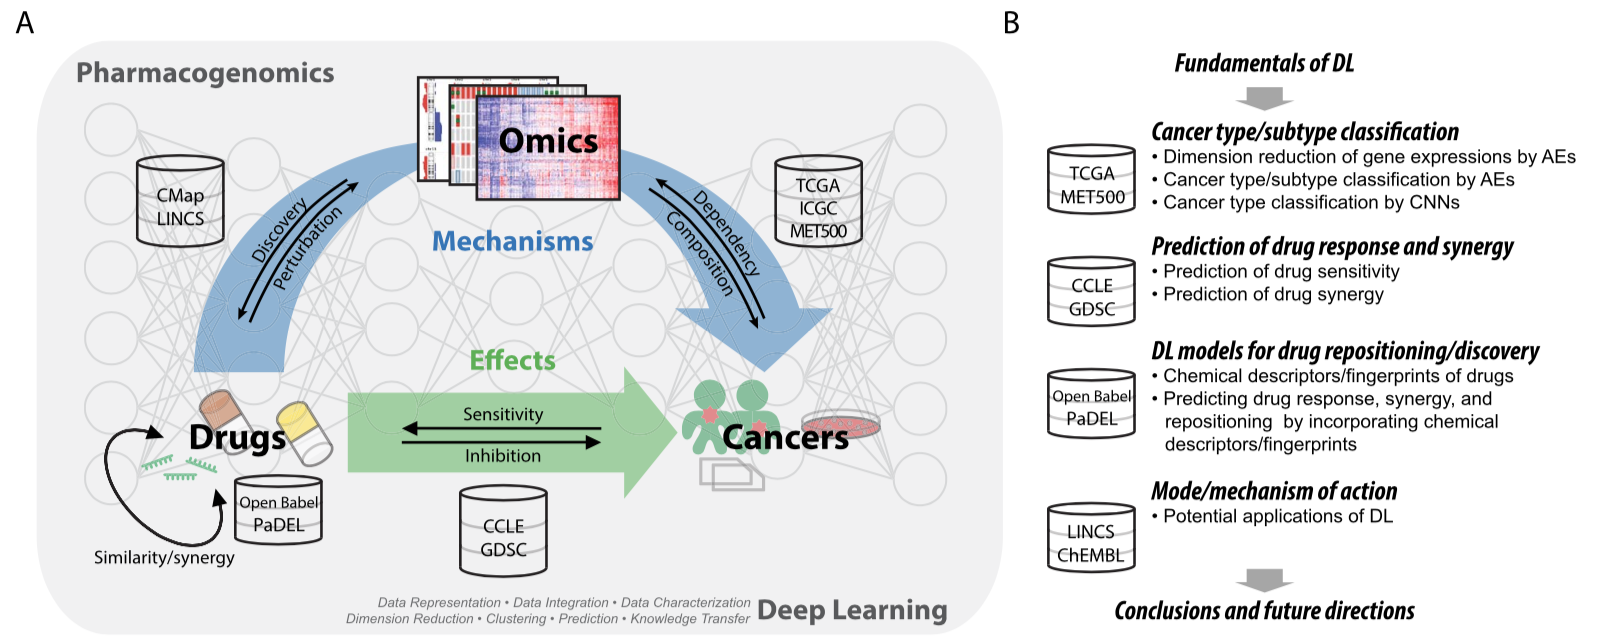 A
Pharmacogenomics
Omics
CMap
LINCS
TCGA
ICGC
MET500
Discovery
Perturbation
Mechanisms
Dependency
Composition
Effects
Sensitivity
Inhibition
Drugs
Cancers
Open Babel
PaDEL
CCLE
GDSC
Similarity/synergy
Data Representation • Data Integration • Data Characterization
Dimension Reduction • Clustering • Prediction • Knowledge Transfer
Deep Learning
B
Fundamentals of DL
TCGA
MET500
Cancer type/subtype classification
• Dimension reduction of gene expressions by AEs
• Cancer type/subtype classification by AEs
• Cancer type classification by CNNs
CCLE
GDSC
Prediction of drug response and synergy
• Prediction of drug sensitivity
• Prediction of drug synergy
Open Babel
PaDEL
DL models for drug repositioning/discovery
• Chemical descriptors/fingerprints of drugs
• Predicting drug response, synergy, and
repositioning by incorporating chemical
descriptors/fingerprints
LINCS
ChEMBL
Mode/mechanism of action
• Potential applications of DL
Conclusions and future directions